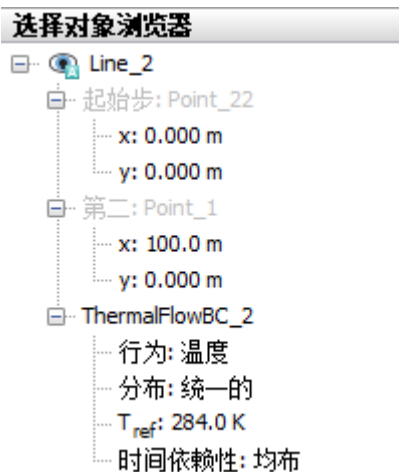 选择对象浏览器
Line_2
起始步: Point_22
x: 0.000 m
y: 0.000 m
第二: Point_1
x: 100.0 m
y: 0.000 m
ThermalFlowBC_2
行为: 温度
分布: 统一的
Tref: 284.0 K
时间依赖性: 均布